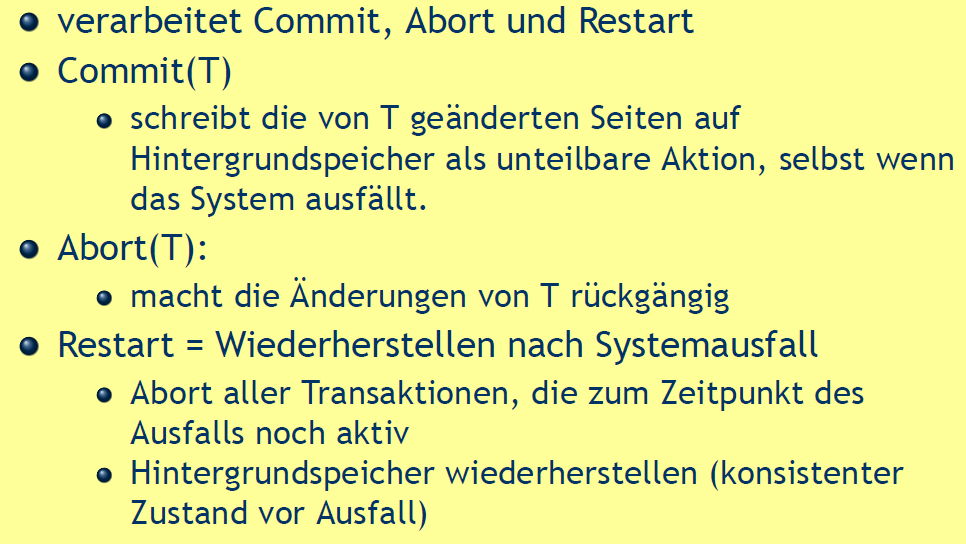 verarbeitet Commit, Abort und Restart
Commit(T)
schreibt die von T geänderten Seiten auf
Hintergrundspeicher als unteilbare Aktion, selbst wenn
das System ausfällt.
Abort(T):
macht die Änderungen von T rückgängig
Restart = Wiederherstellen nach Systemausfall
Abort aller Transaktionen, die zum Zeitpunkt des
Ausfalls noch aktiv
Hintergrundspeicher wiederherstellen (konsistenter
Zustand vor Ausfall)